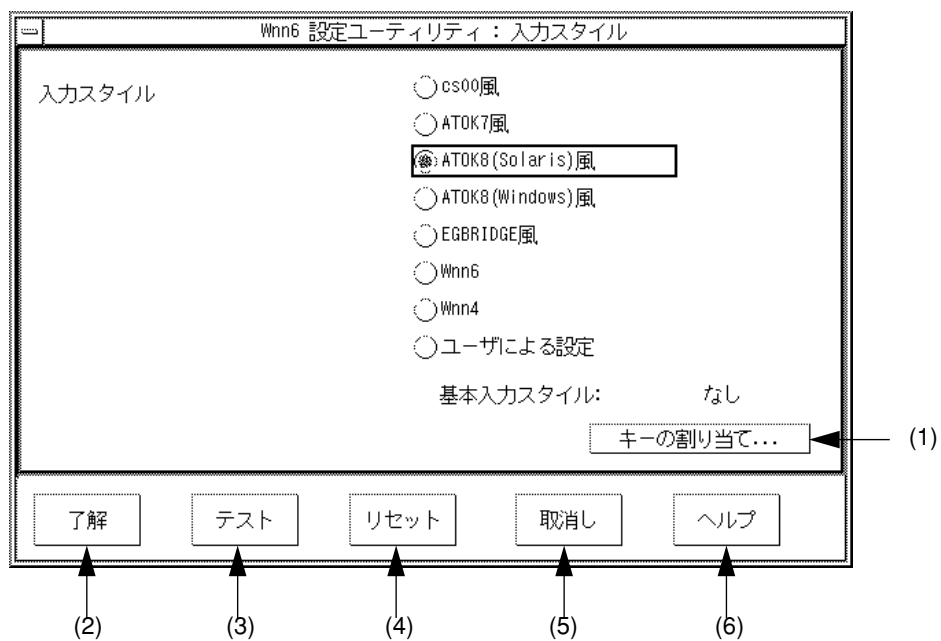 Wnn6 設定ユーティリティ：入力スタイル
入力スタイル
cs00風
ATOK7風
ATOK8(Solaris)風
ATOK8(Windows)風
EGBRIDGE風
Wnn6
Wnn4
ユーザによる設定
基本入力スタイル: なし
キーの割り当て... (1)
了解 テスト リセット 取消し ヘルプ
(2) (3) (4) (5) (6)